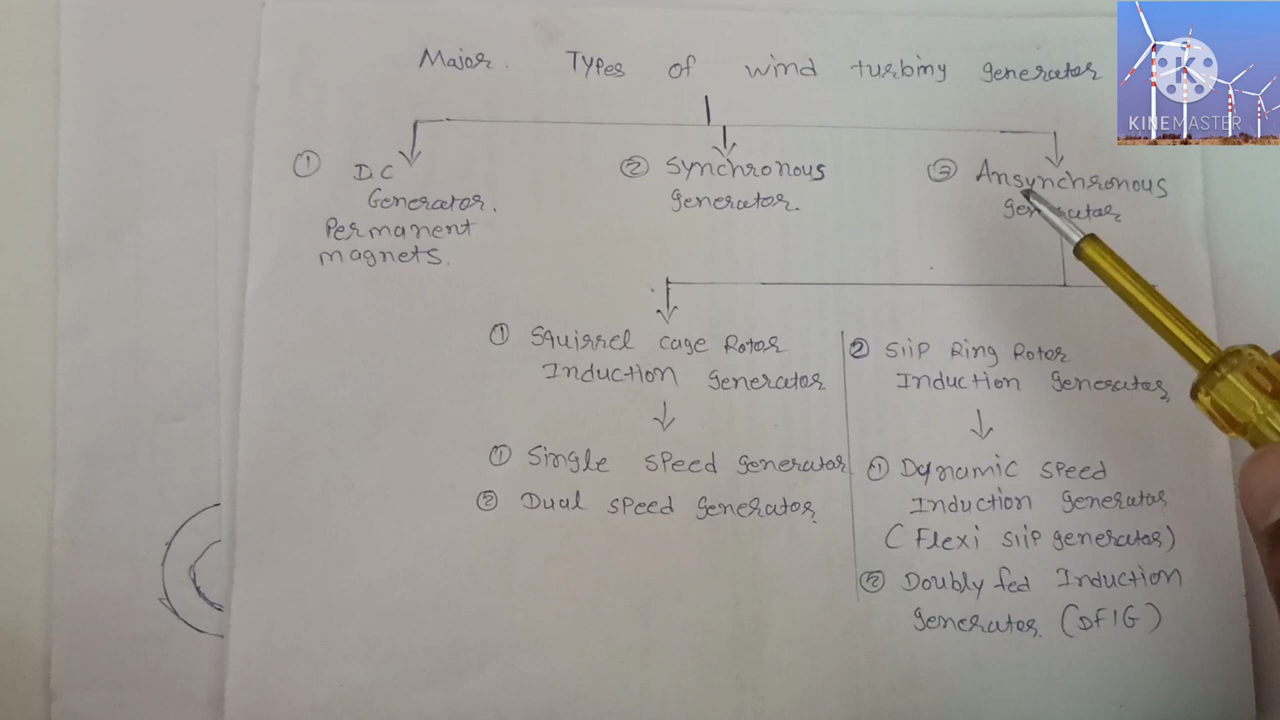 Major. Types of wind turbiny generator
① D.C
Generator.
Permanent
magnets.
② Synchronous
generator.
③ Ansynchronous
generator
① Squirrel cage Rotor
Induction generator
① Single speed generator
② Dual speed generator
② Slip Ring Rotor
Induction generator
① Dynamic speed
Induction generator
(Flexi slip generator)
② Doubly fed Induction
generator. (DFIG)
K
KINEMASTER